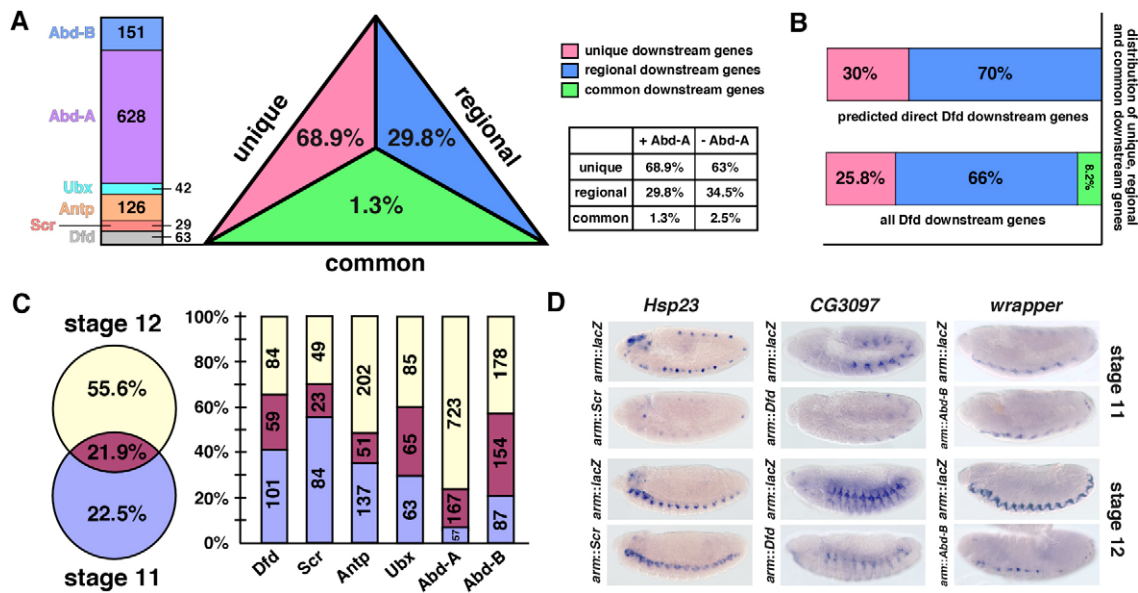 A
Abd-B
151
Abd-A
628
Ubx
42
Antp
126
Scr
29
Dfd
63
unique
68.9%
regional
29.8%
1.3%
common
unique downstream genes
regional downstream genes
common downstream genes
+ Abd-A - Abd-A
unique 68.9% 63%
regional 29.8% 34.5%
common 1.3% 2.5%
B
30% 70%
predicted direct Dfd downstream genes
25.8% 66% 8.2%
all Dfd downstream genes
distribution of unique, regional
and common downstream genes
C
stage 12
55.6%
21.9%
22.5%
stage 11
100%
80%
60%
40%
20%
0%
84 59 101
49 23 84
202 51 137
85 65 63
723 167 57
178 154 87
Dfd Scr Antp Ubx Abd-A Abd-B
D
Hsp23 CG3097 wrapper
arm::lacZ arm::lacZ arm::lacZ
arm::Scr arm::Dfd arm::Abd-B
stage 11
arm::lacZ arm::lacZ arm::lacZ
arm::Scr arm::Dfd arm::Abd-B
stage 12